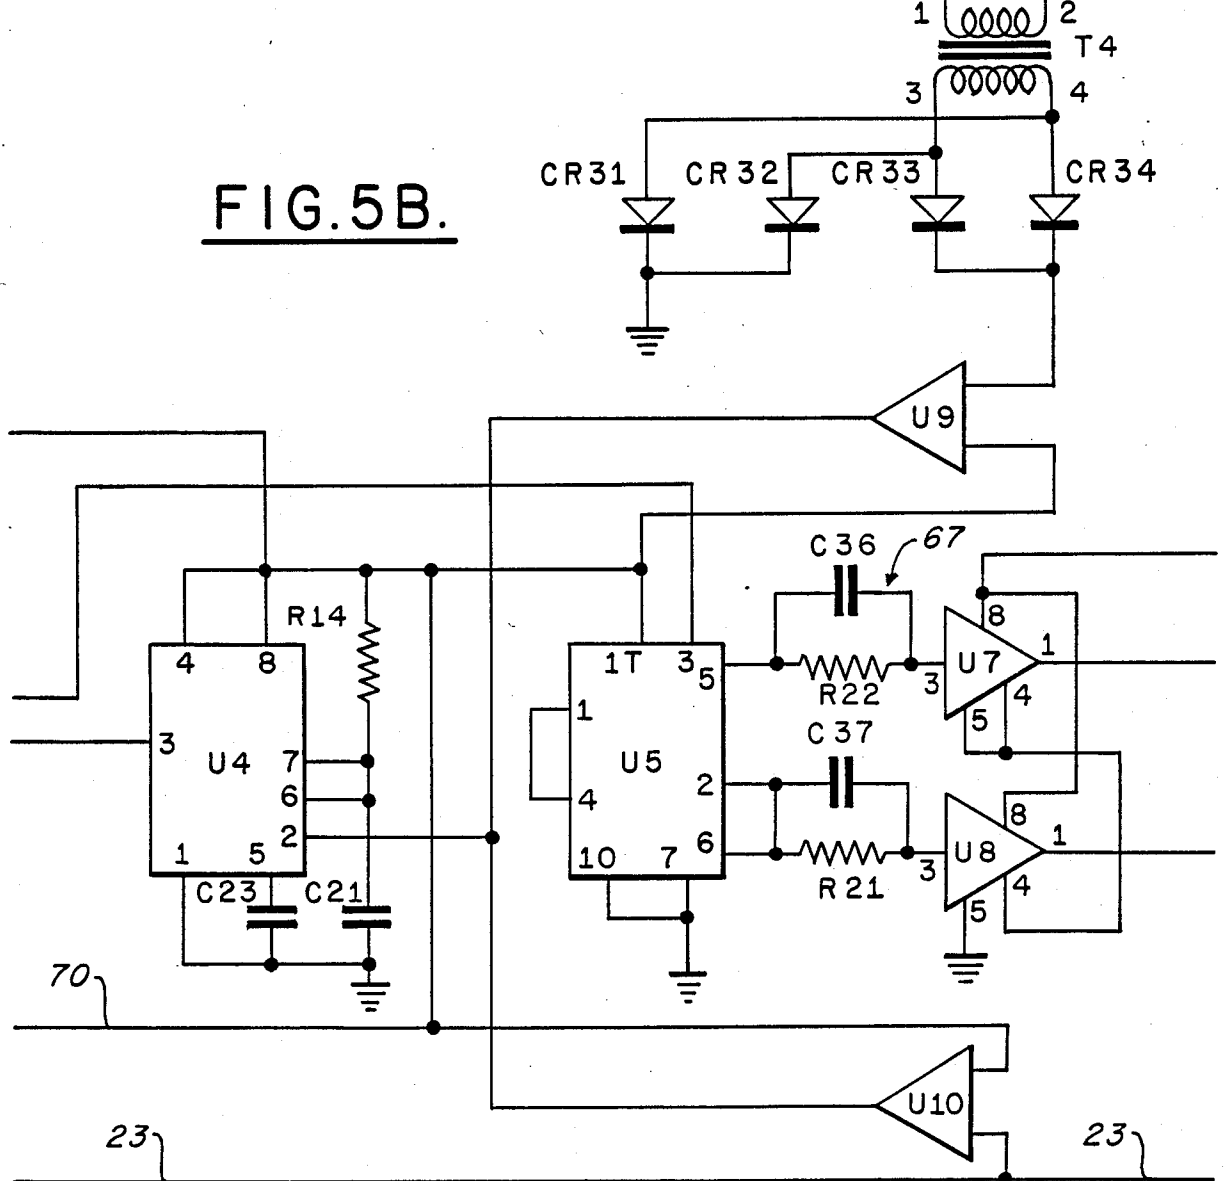 1 2
T4
3 4
CR31 CR32 CR33 CR34
FIG.5B.
U9
C36 67
R14
8
4 8 1T 3 5 U7 1
R22 3 4
5
3 1 C37
U4 7 U5
6 4 2
2 8
1 5 10 7 6 U8 1
3
C23 C21 R21 4
5
70
U10
23 23